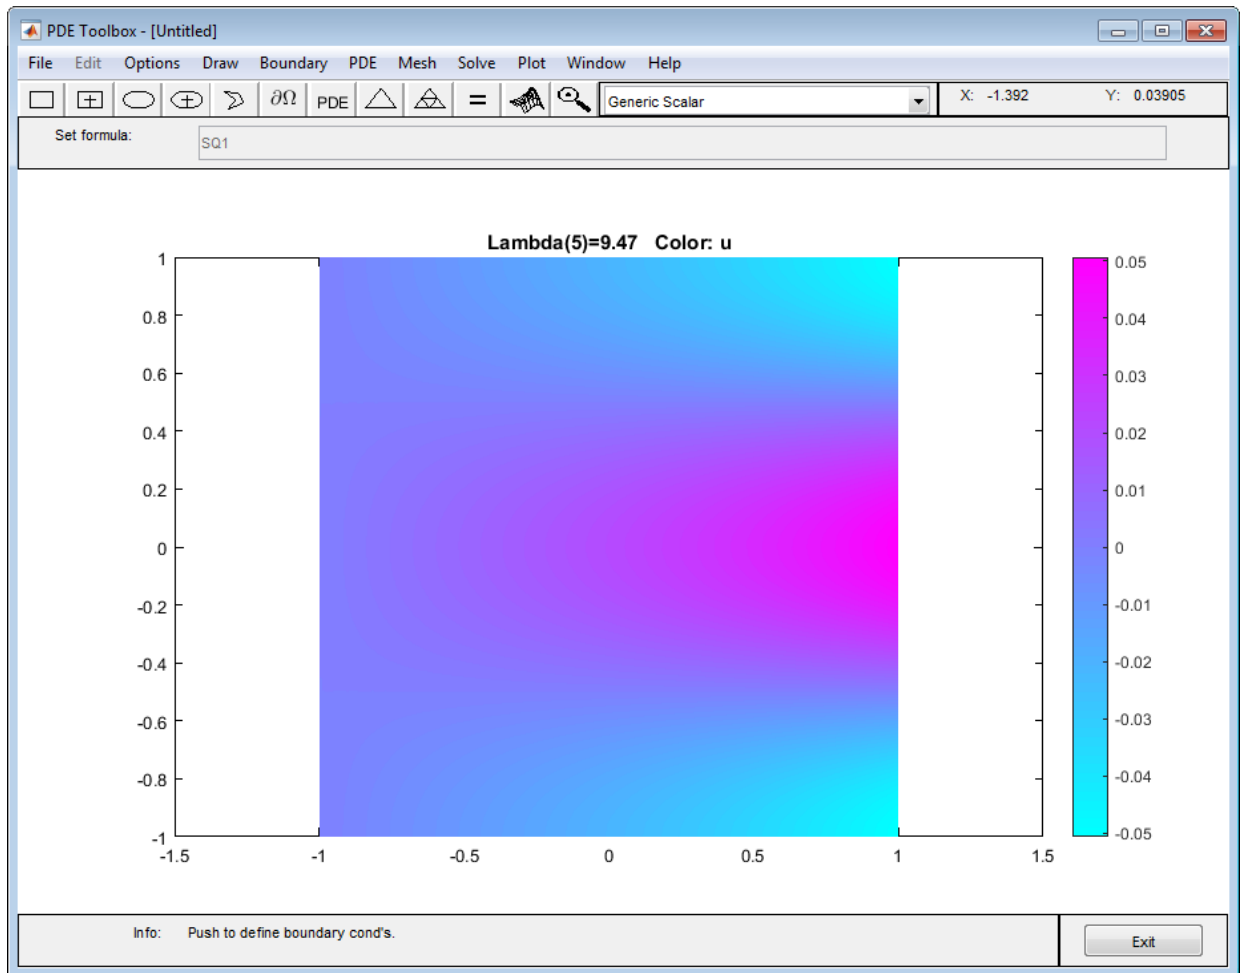 PDE Toolbox - [Untitled]
File Edit Options Draw Boundary PDE Mesh Solve Plot Window Help
∂Ω PDE = Generic Scalar X: -1.392 Y: 0.03905
Set formula: SQ1
Lambda(5)=9.47 Color: u
1
0.8
0.6
0.4
0.2
0
-0.2
-0.4
-0.6
-0.8
-1
-1.5 -1 -0.5 0 0.5 1 1.5
0.05
0.04
0.03
0.02
0.01
0
-0.01
-0.02
-0.03
-0.04
-0.05
Info: Push to define boundary cond's.
Exit